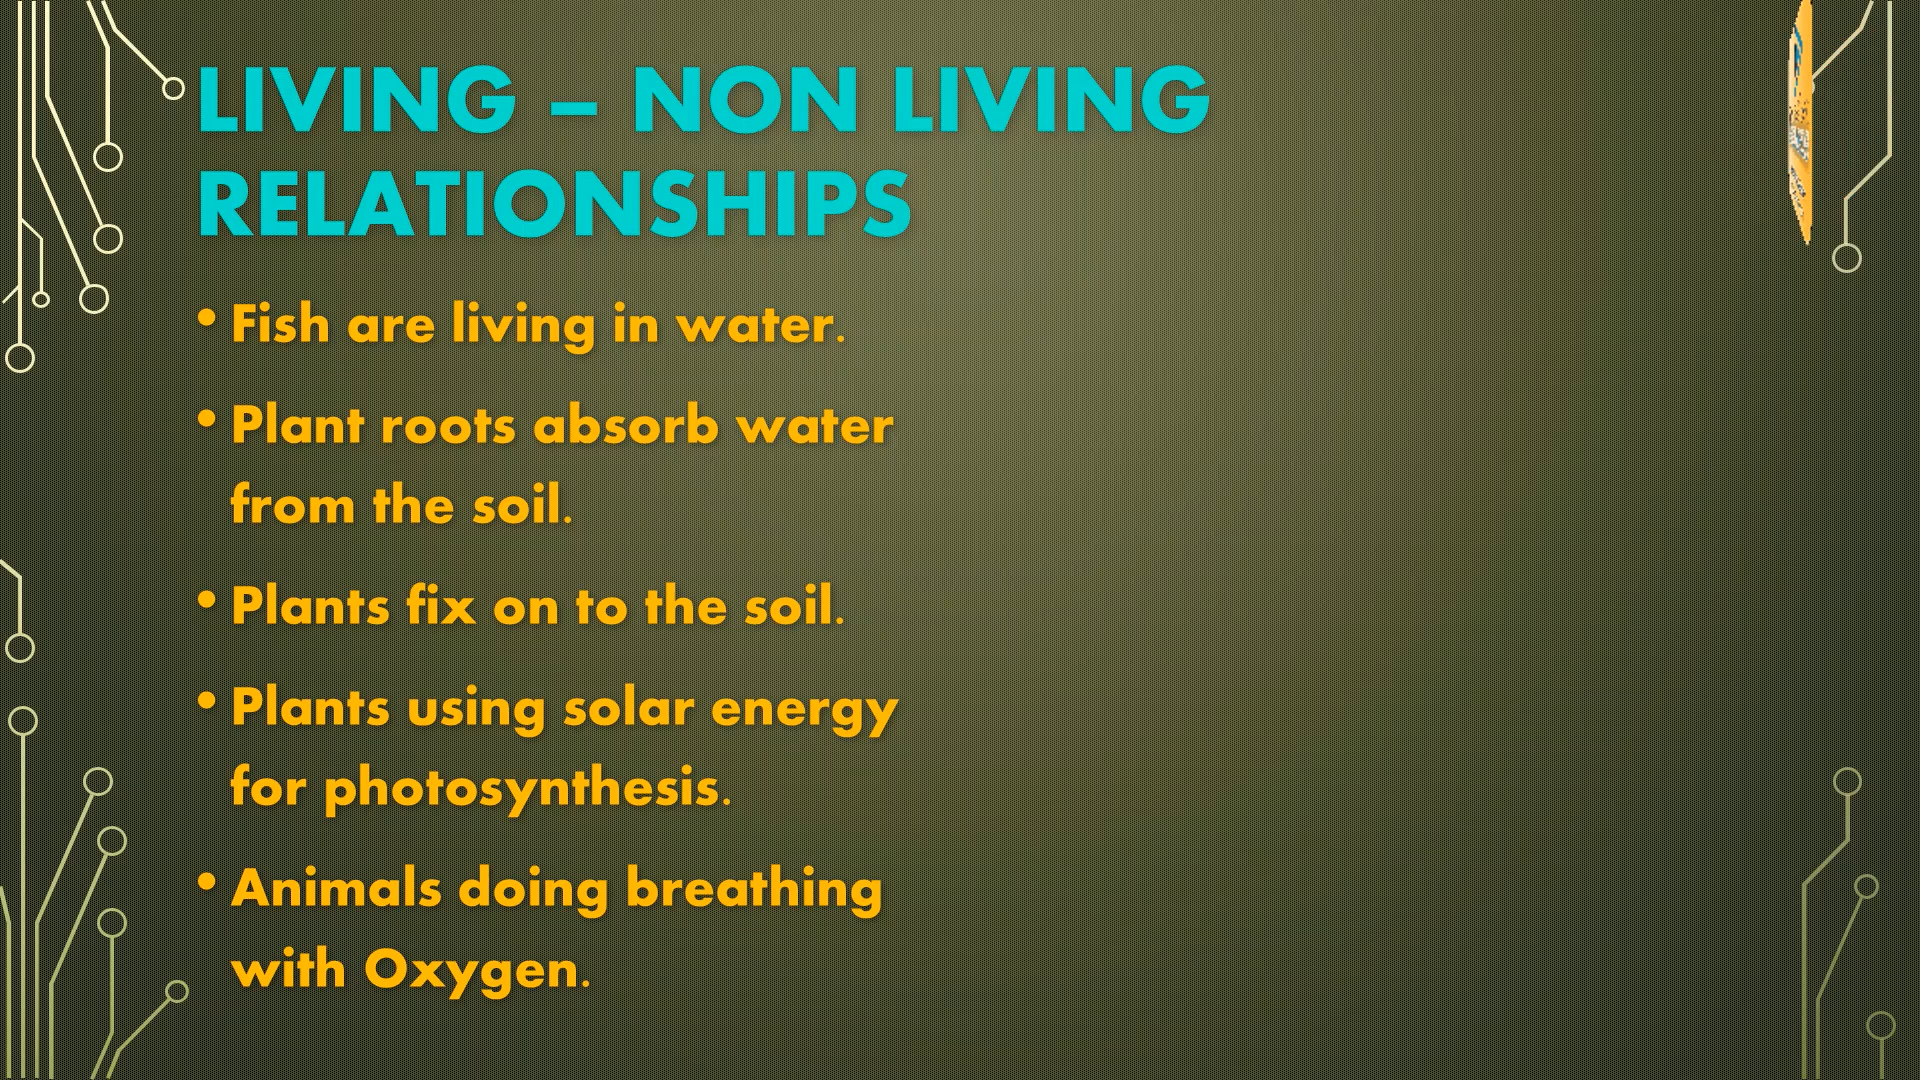 LIVING – NON LIVING
RELATIONSHIPS
• Fish are living in water.
• Plant roots absorb water
from the soil.
• Plants fix on to the soil.
• Plants using solar energy
for photosynthesis.
• Animals doing breathing
with Oxygen.